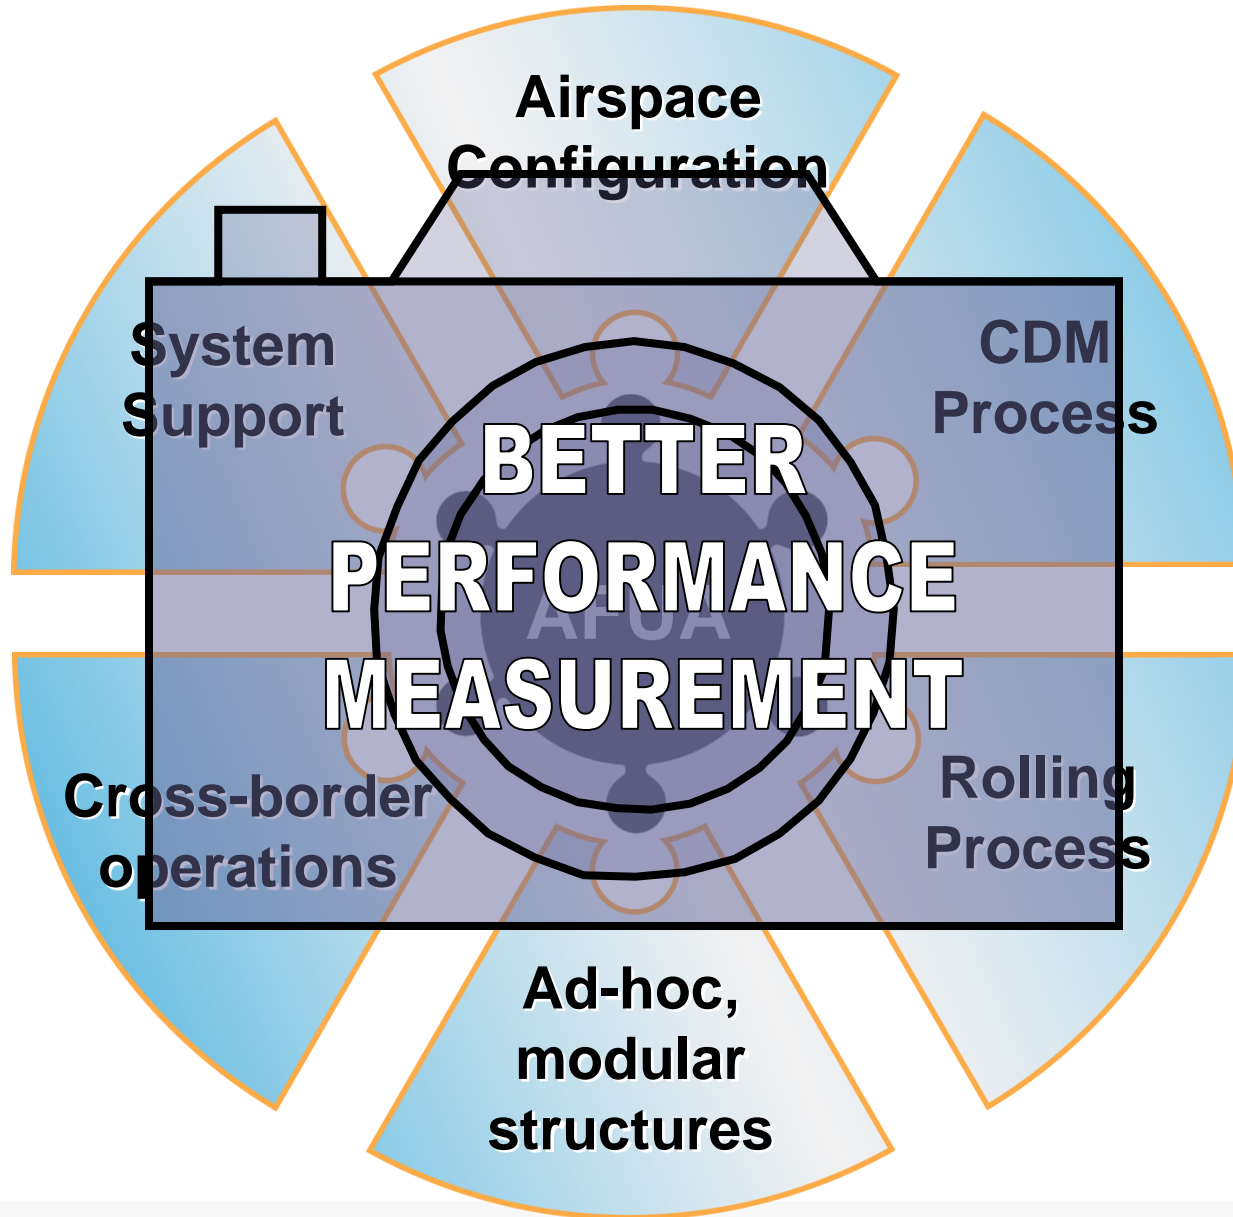 Airspace
Configuration
System
Support
CDM
Process
BETTER
PERFORMANCE
AFUA
MEASUREMENT
Cross-border
operations
Rolling
Process
Ad-hoc,
modular
structures